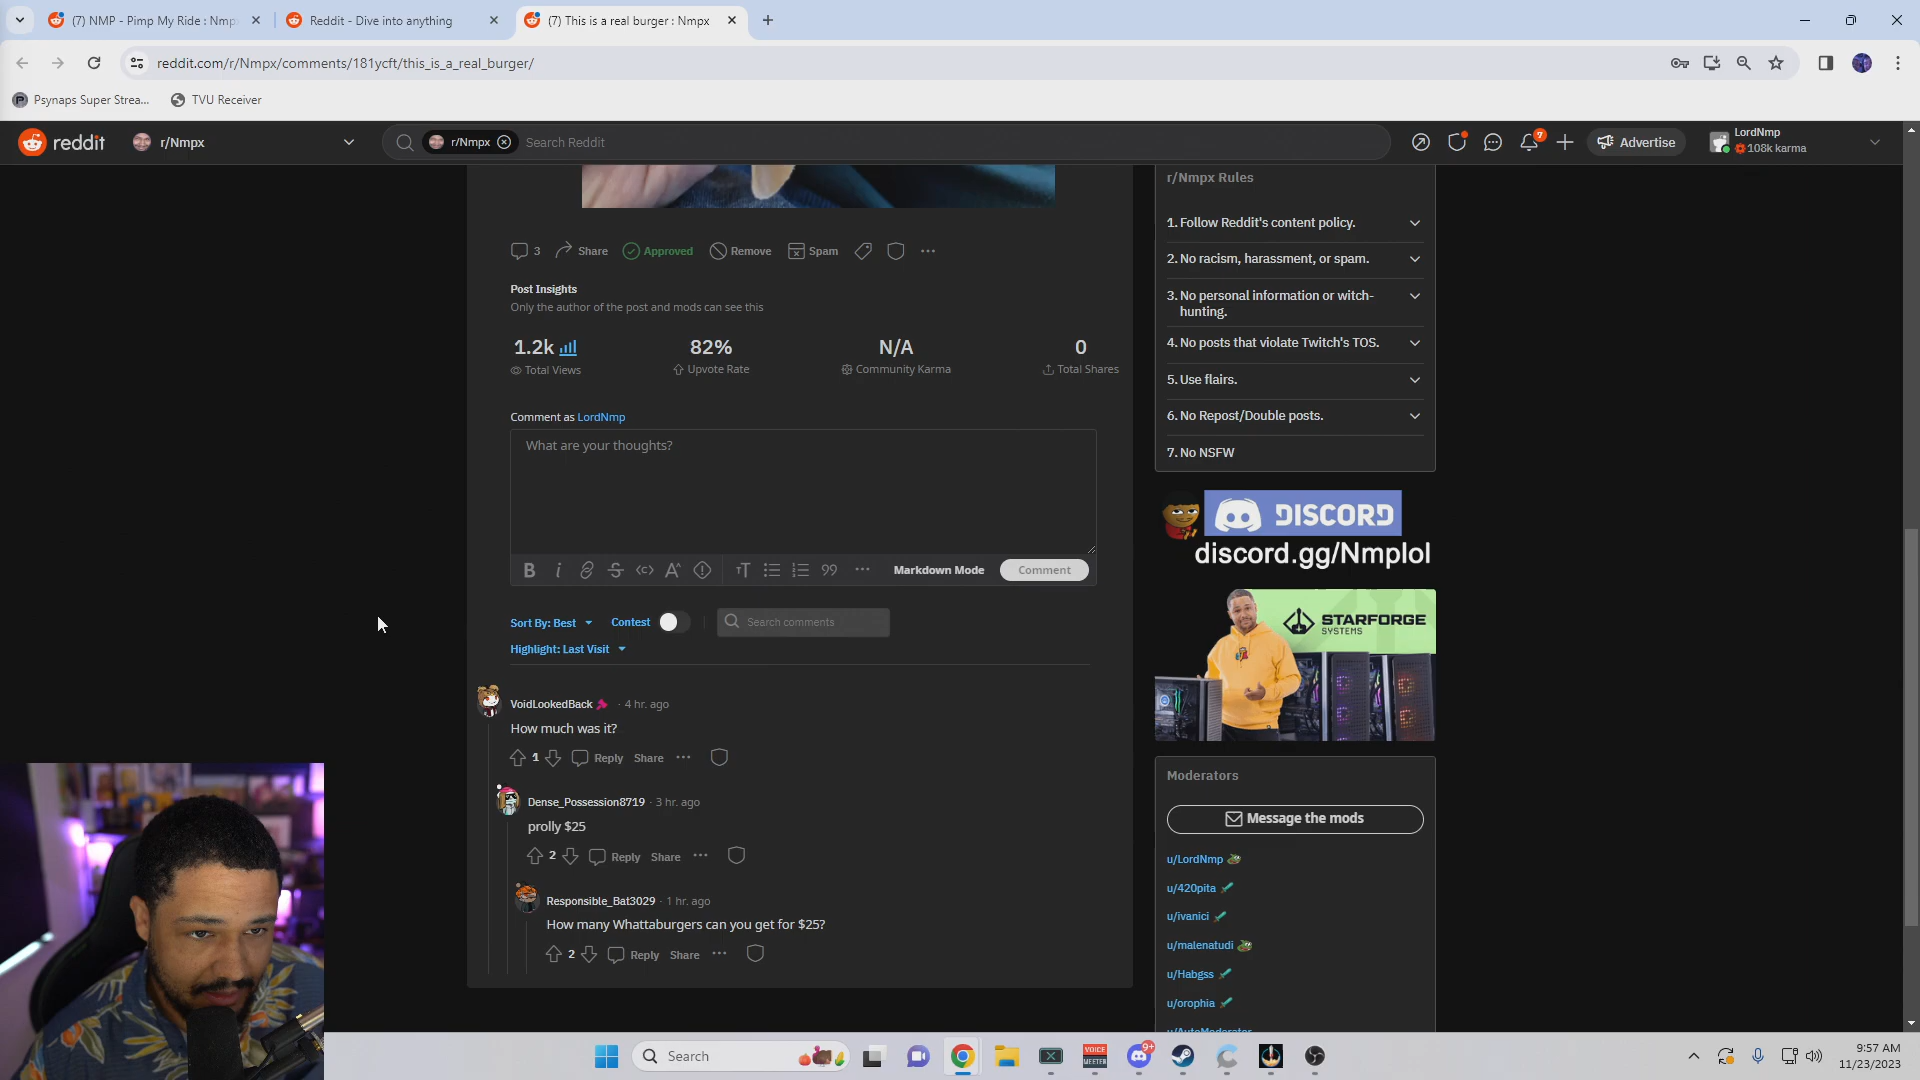 (7) NMP - Pimp My Ride : Nmp
Reddit - Dive into anything
(7) This is a real burger : Nmpx
reddit.com/r/Nmpx/comments/181ycft/this_is_a_real_burger/
Psynaps Super Strea...
TVU Receiver
reddit
r/Nmpx
r/Nmpx
Search Reddit
7
Advertise
LordNmp
108k karma
3
Share
Approved
Remove
Spam
Post Insights
Only the author of the post and mods can see this
1.2k
82%
N/A
0
Total Views
Upvote Rate
Community Karma
Total Shares
Comment as LordNmp
What are your thoughts?
Markdown Mode
Comment
Sort By: Best
Contest
Search comments
Highlight: Last Visit
VoidLookedBack · 4 hr. ago
How much was it?
1
Reply
Share
Dense_Possession8719 · 3 hr. ago
prolly $25
2
Reply
Share
Responsible_Bat3029 · 1 hr. ago
How many Whattaburgers can you get for $25?
2
Reply
Share
r/Nmpx Rules
1. Follow Reddit's content policy.
2. No racism, harassment, or spam.
3. No personal information or witch-
hunting.
4. No posts that violate Twitch's TOS.
5. Use flairs.
6. No Repost/Double posts.
7. No NSFW
DISCORD
discord.gg/Nmplol
STARFORGE
SYSTEMS
Moderators
Message the mods
u/LordNmp
u/420pita
u/ivanici
u/malenatudi
u/Habgss
u/orophia
u/AutoModerator
Search
VOICE
MEETER
9+
9:57 AM
11/23/2023